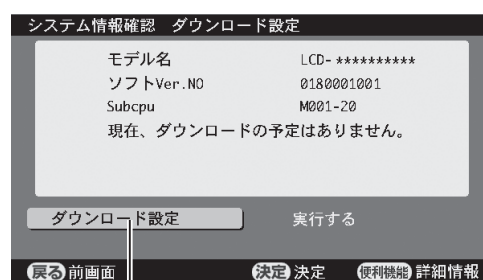 システム情報確認 ダウンロード設定
モデル名 LCD-**********
ソフトVer.NO 0180001001
Subcpu M001-20
現在、ダウンロードの予定はありません。
ダウンロード設定 実行する
戻る 前画面 決定 決定 便利機能 詳細情報